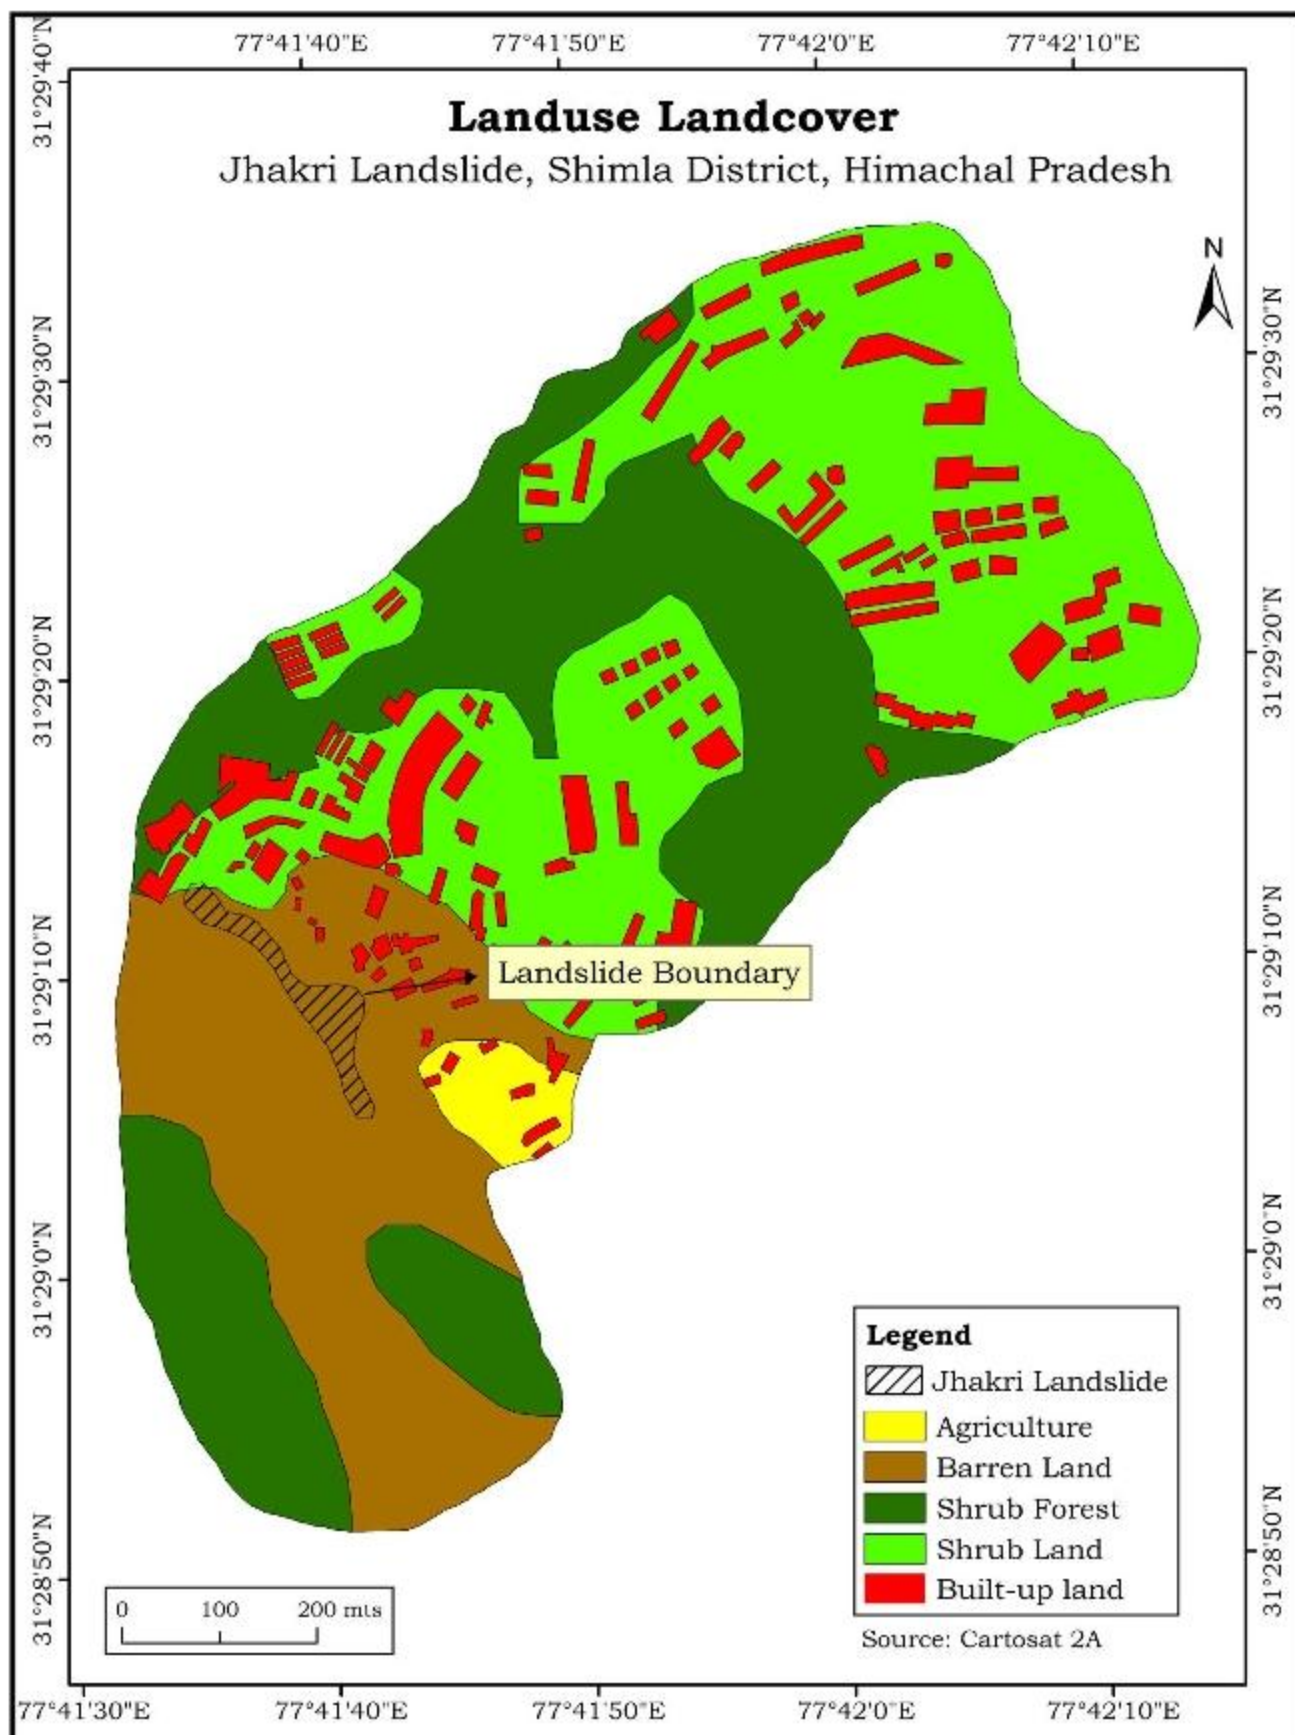 77°41'40"E 77°41'50"E 77°42'0"E 77°42'10"E
31°29'40"N
Landuse Landcover
Jhakri Landslide, Shimla District, Himachal Pradesh
N
31°29'30"N
31°29'30"N
31°29'20"N
31°29'20"N
31°29'10"N
31°29'10"N
Landslide Boundary
31°29'0"N
31°29'0"N
Legend
Jhakri Landslide
Agriculture
Barren Land
Shrub Forest
Shrub Land
Built-up land
31°28'50"N
31°28'50"N
0 100 200 mts
Source: Cartosat 2A
77°41'30"E 77°41'40"E 77°41'50"E 77°42'0"E 77°42'10"E